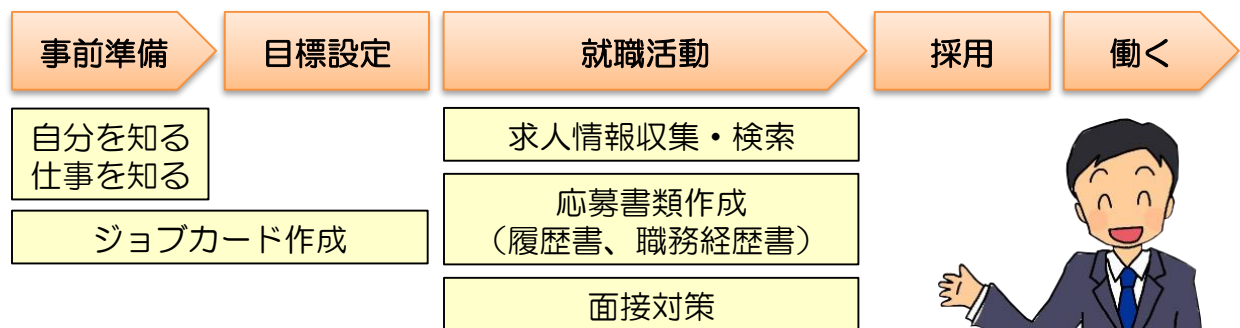 事前準備
目標設定
就職活動
採用
働く
自分を知る
仕事を知る
ジョブカード作成
求人情報収集・検索
応募書類作成
（履歴書、職務経歴書）
面接対策